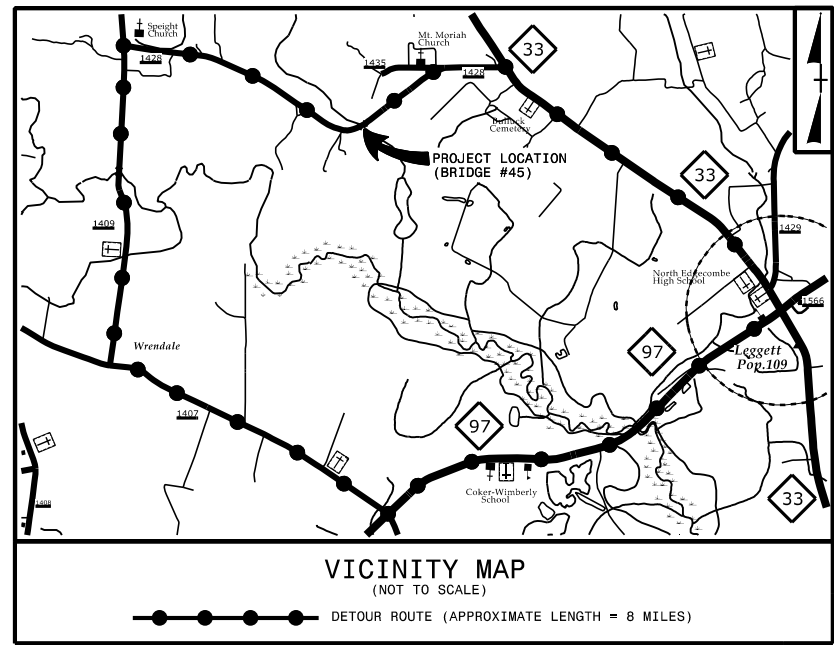 Speight
Church
Mt. Moriah
Church
33
1428
1435
1428
Bulluck
Cemetery
PROJECT LOCATION
(BRIDGE #45)
33
1409
1429
North Edgecombe
High School
1566
Wrendale
97
Leggett
Pop.109
1407
97
Coker-Wimberly
School
33
1408
VICINITY MAP
(NOT TO SCALE)
DETOUR ROUTE (APPROXIMATE LENGTH = 8 MILES)